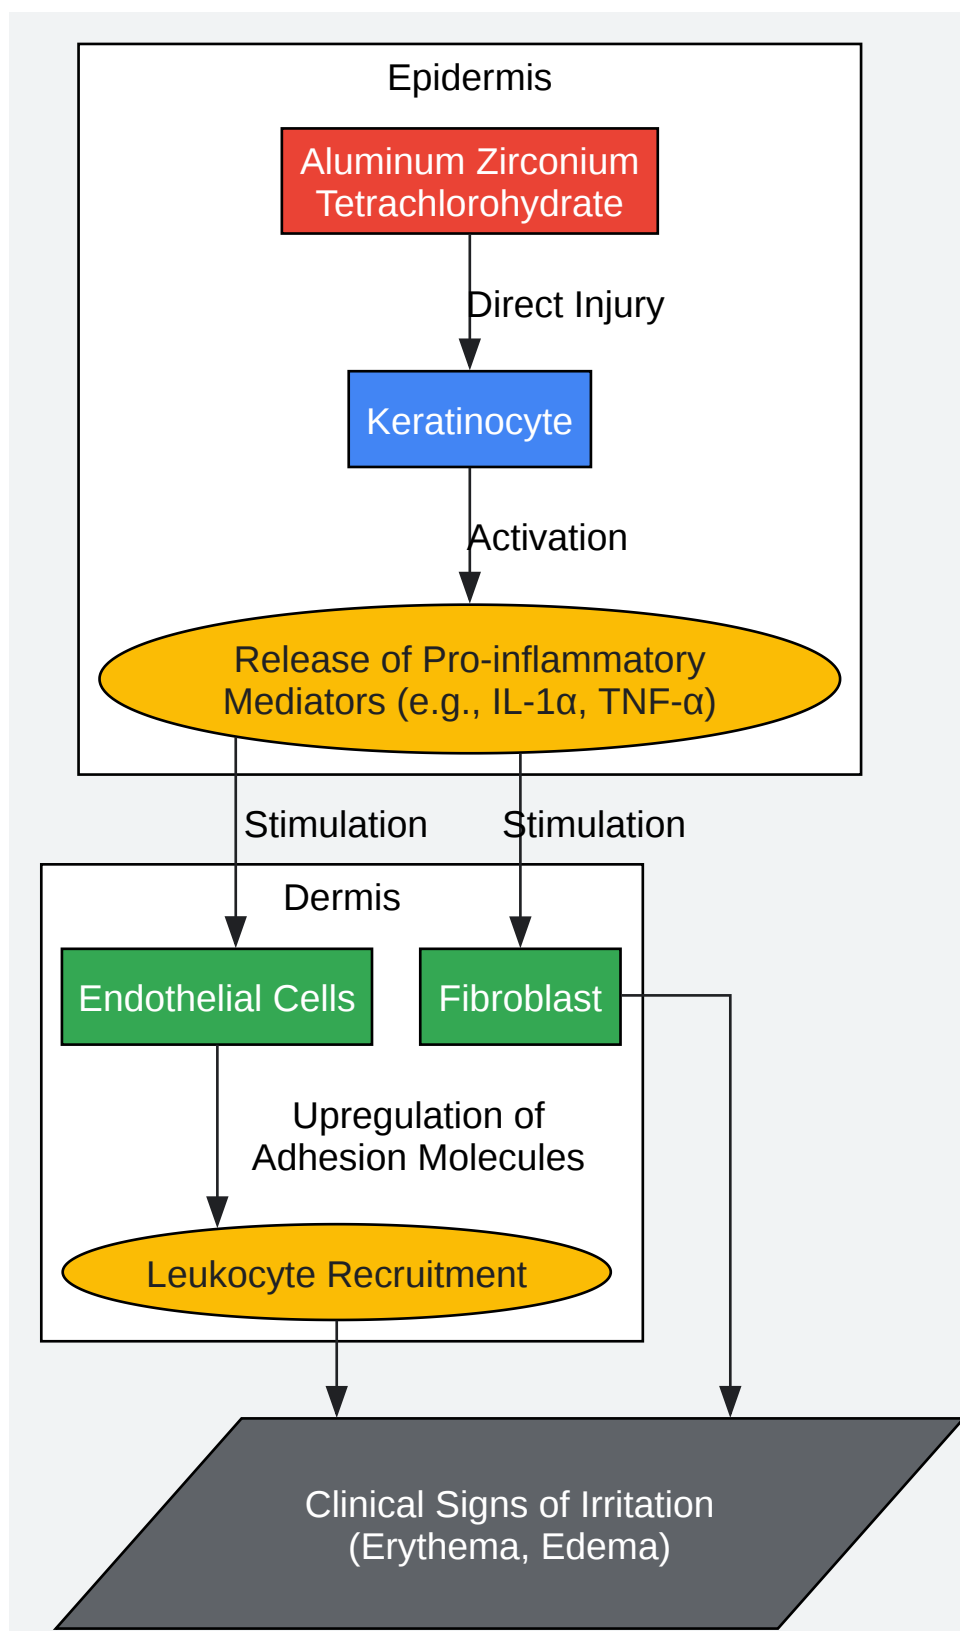 Epidermis
Aluminum Zirconium
Tetrachlorohydrate
Direct Injury
Keratinocyte
Activation
Release of Pro-inflammatory
Mediators (e.g., IL-1α, TNF-α)
Stimulation
Stimulation
Dermis
Endothelial Cells
Fibroblast
Upregulation of
Adhesion Molecules
Leukocyte Recruitment
Clinical Signs of Irritation
(Erythema, Edema)